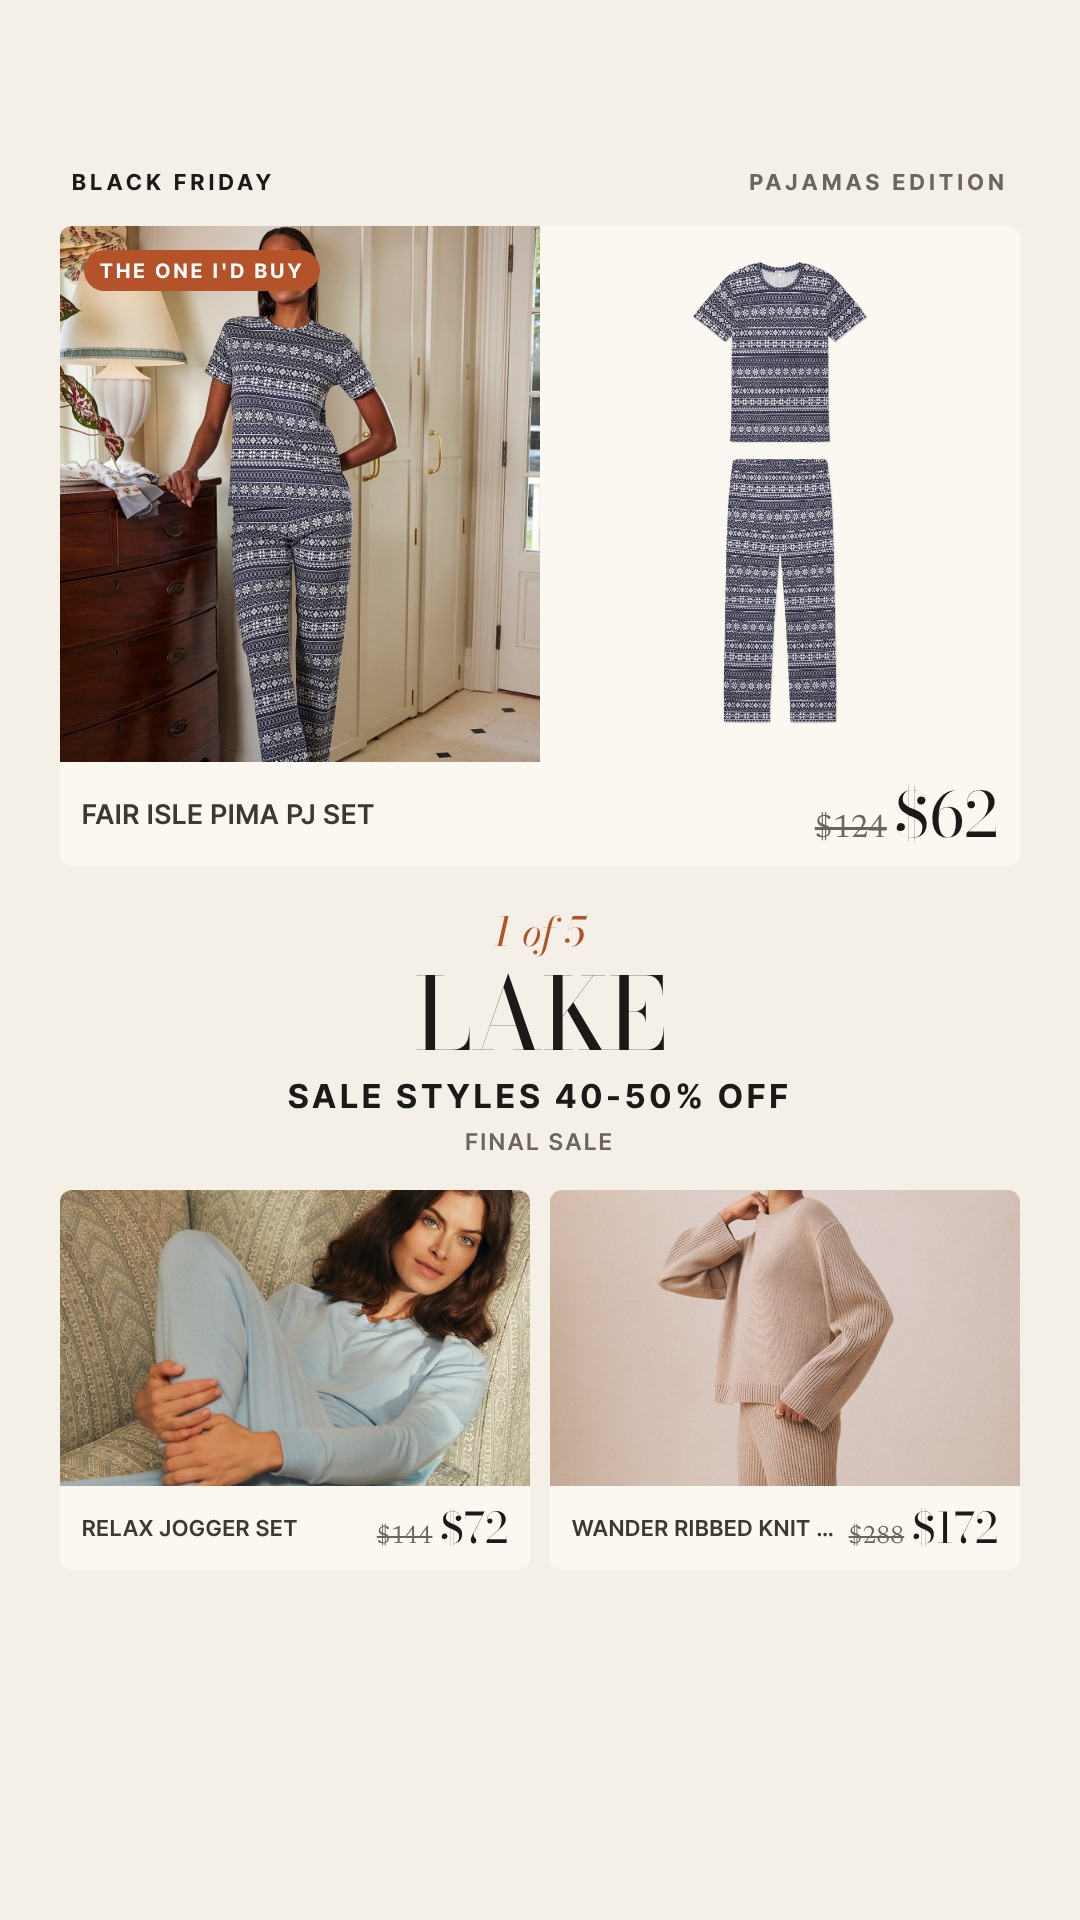 BLACK FRIDAY
PAJAMAS EDITION
THE ONE I'D BUY
FAIR ISLE PIMA PJ SET
$124 $62
1 of 5
LAKE
SALE STYLES 40-50% OFF
FINAL SALE
RELAX JOGGER SET
$144 $72
WANDER RIBBED KNIT ...
$288 $172